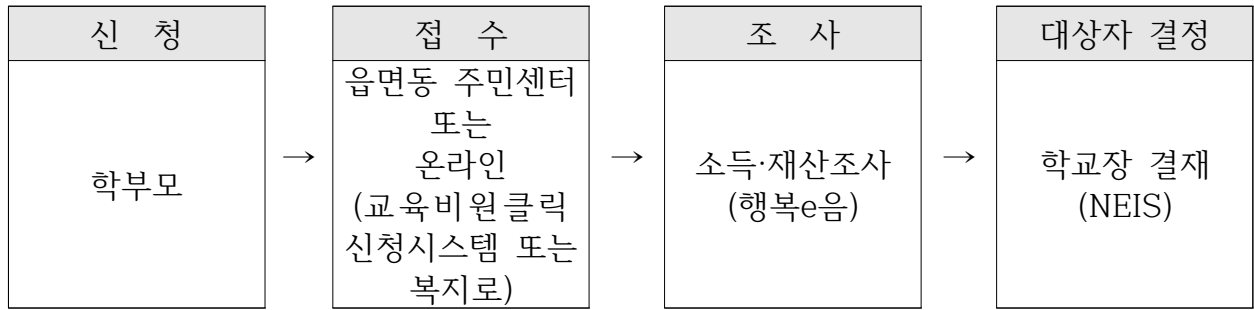 신 청
학부모
→
접 수
읍면동 주민센터
또는
온라인
(교육비원클릭
신청시스템 또는
복지로)
→
조 사
소득·재산조사
(행복e음)
→
대상자 결정
학교장 결재
(NEIS)